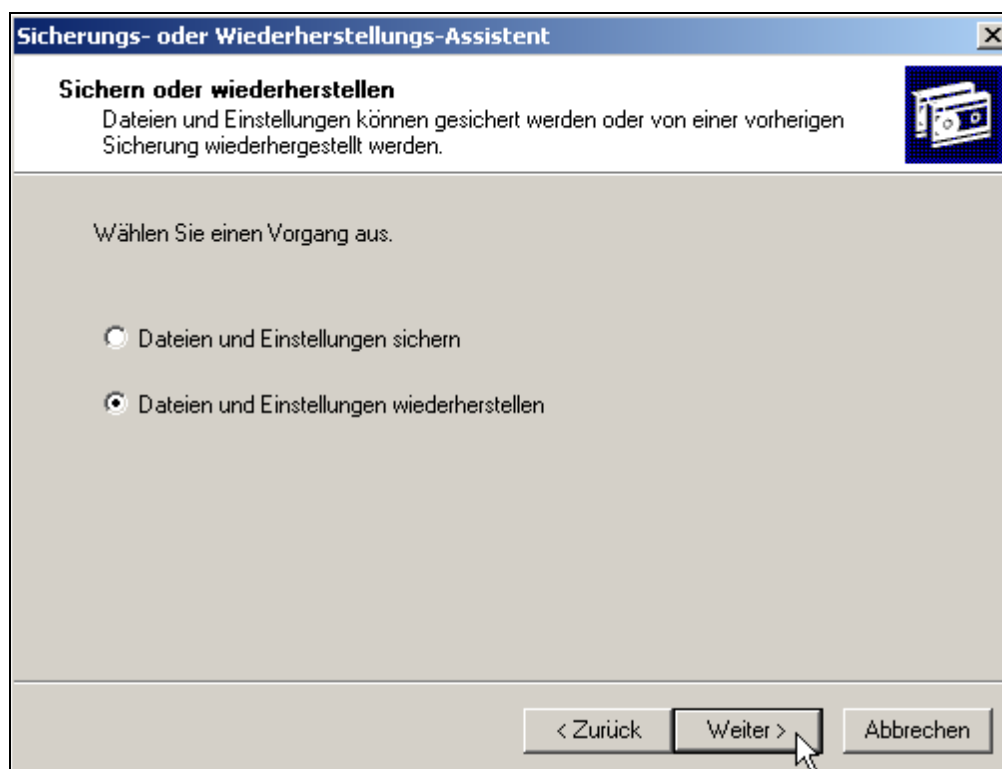 Sicherungs- oder Wiederherstellungs-Assistent
Sichern oder wiederherstellen
Dateien und Einstellungen können gesichert werden oder von einer vorherigen
Sicherung wiederhergestellt werden.
Wählen Sie einen Vorgang aus.
Dateien und Einstellungen sichern
Dateien und Einstellungen wiederherstellen
< Zurück Weiter > Abbrechen